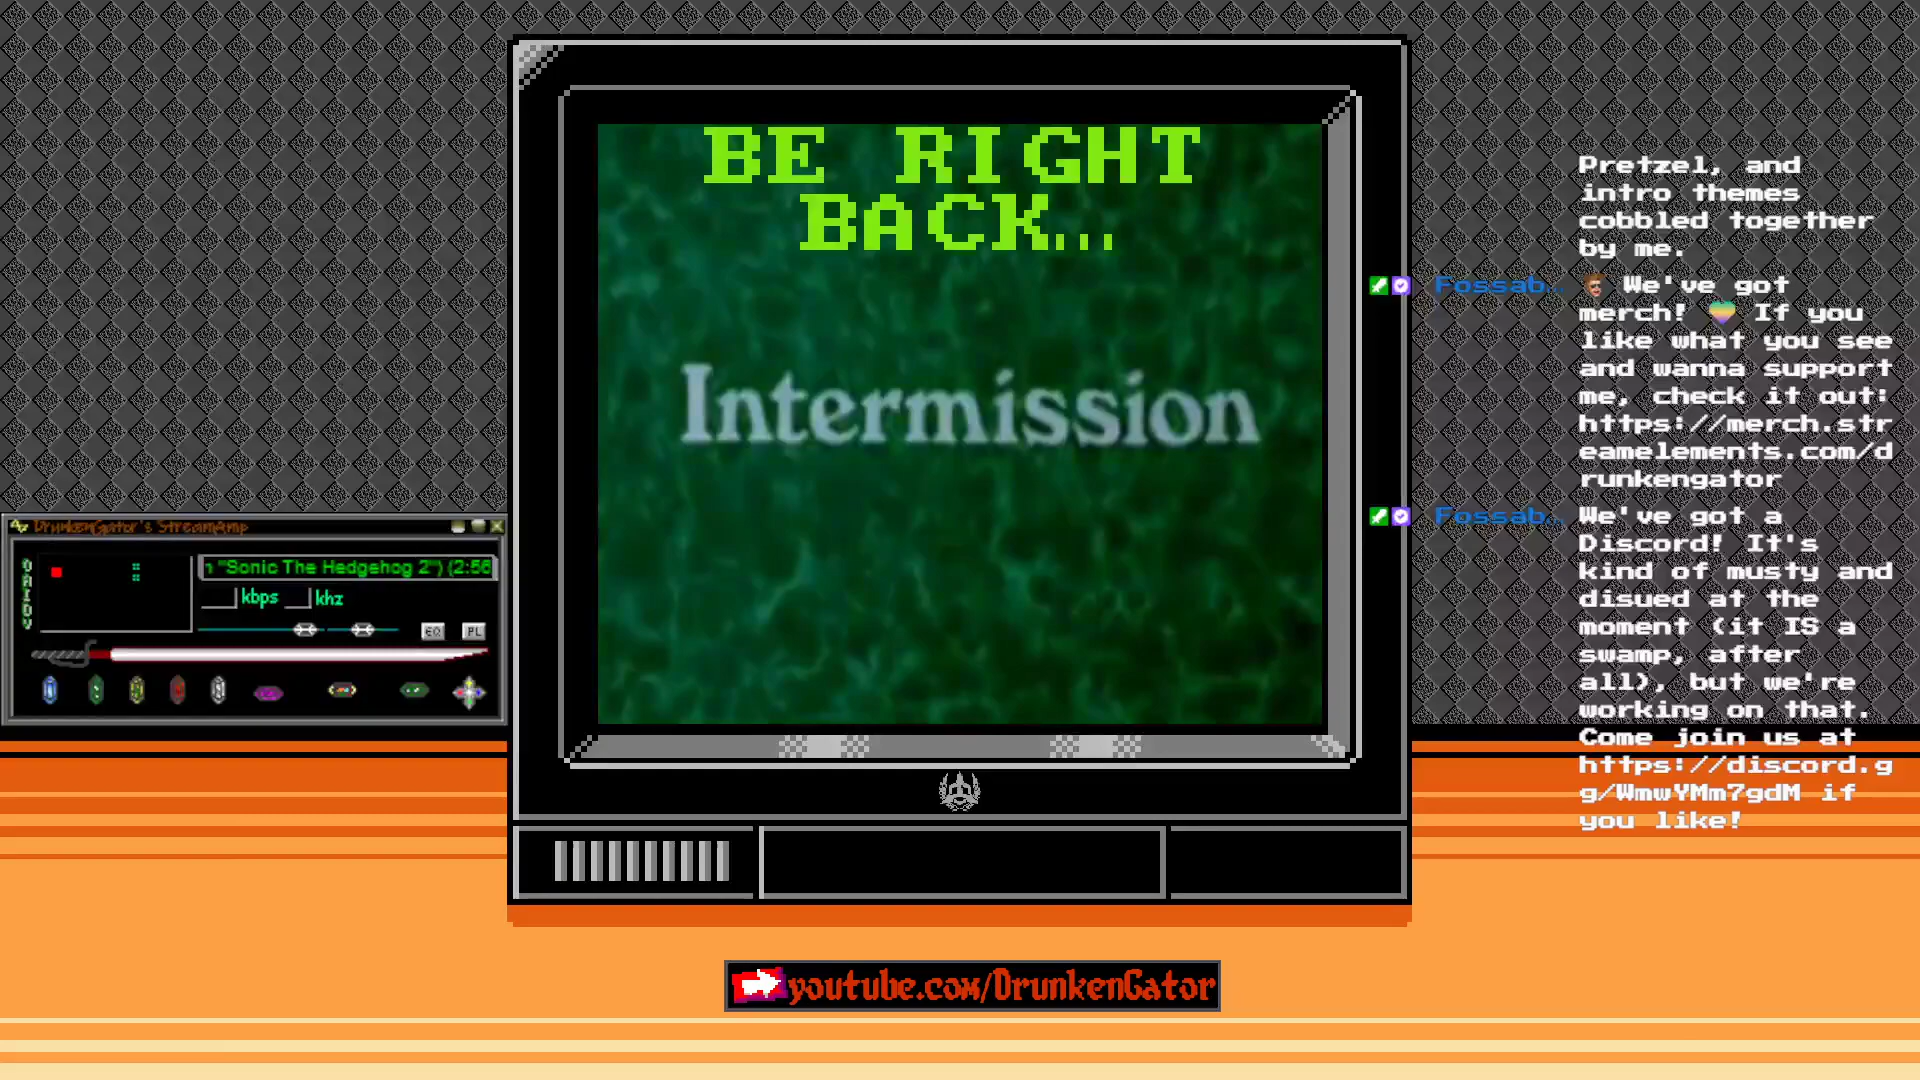 BE RIGHT
BACK...
Intermission
DrunkenGator's StreamAmp
"Sonic The Hedgehog 2") (2:56
kbps
khz
EQ
PL
Pretzel, and
intro themes
cobbled together
by me.
Fossab... We've got
merch! If you
like what you see
and wanna support
me, check it out:
https://merch.str
eamelements.com/d
runkengator
Fossab... We've got a
Discord! It's
kind of musty and
disued at the
moment (it IS a
swamp, after
all), but we're
working on that.
Come join us at
https://discord.g
g/WmwYMm7gdM if
you like!
youtube.com/DrunkenGator